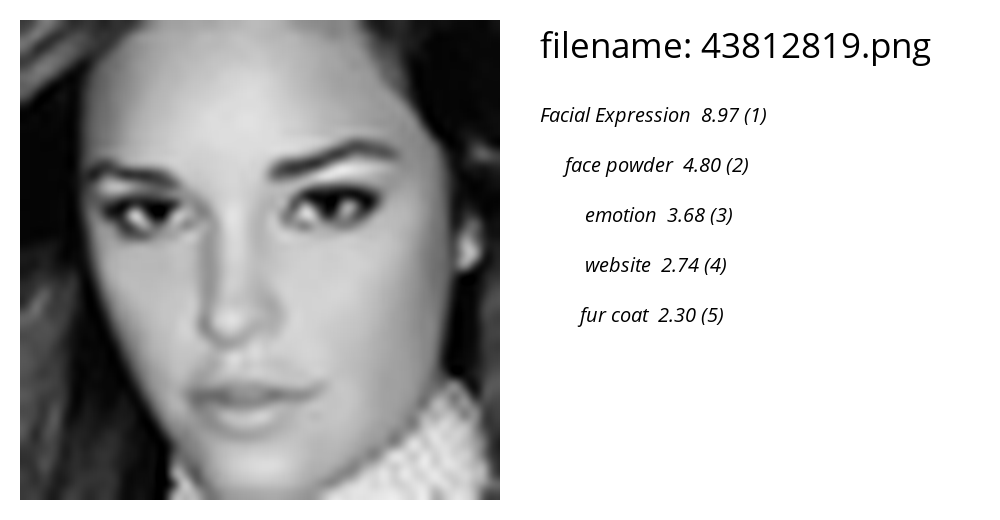 filename: 43812819.png
Facial Expression 8.97 (1)
face powder 4.80 (2)
emotion 3.68 (3)
website 2.74 (4)
fur coat 2.30 (5)